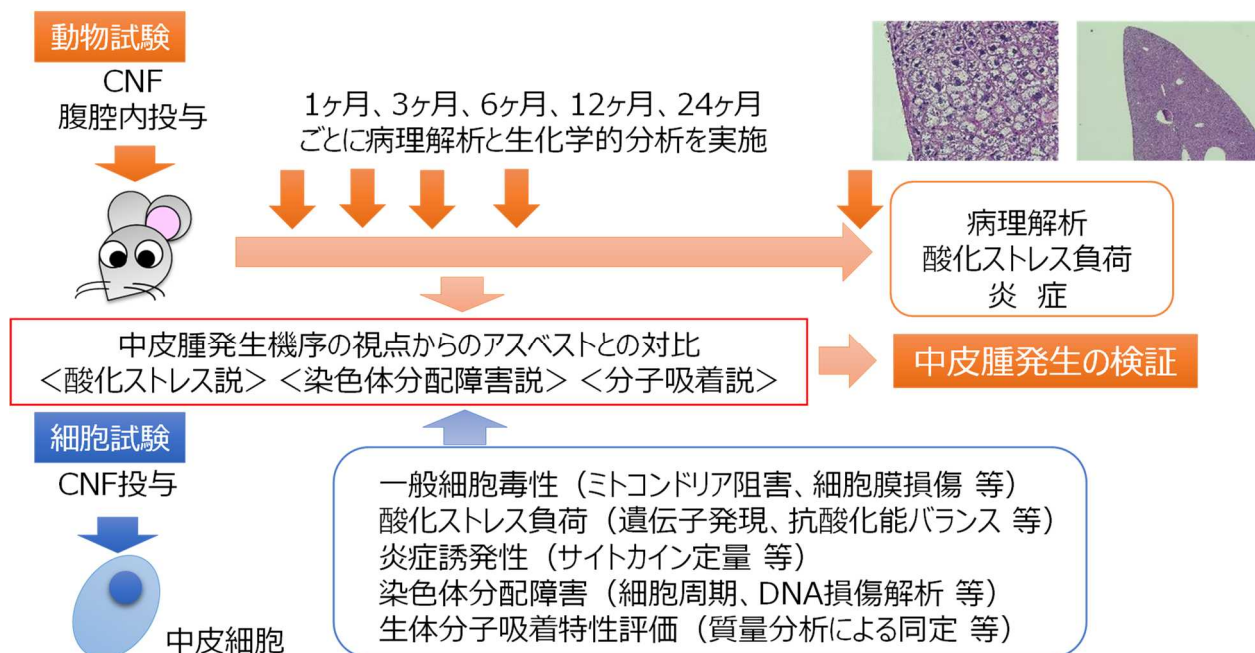 動物試験
CNF
腹腔内投与
1ヶ月、3ヶ月、6ヶ月、12ヶ月、24ヶ月
ごとに病理解析と生化学的分析を実施
病理解析
酸化ストレス負荷
炎 症
中皮腫発生機序の視点からのアスベストとの対比
＜酸化ストレス説＞＜染色体分配障害説＞＜分子吸着説＞
中皮腫発生の検証
細胞試験
CNF投与
中皮細胞
一般細胞毒性（ミトコンドリア阻害、細胞膜損傷 等）
酸化ストレス負荷（遺伝子発現、抗酸化能バランス 等）
炎症誘発性（サイトカイン定量 等）
染色体分配障害（細胞周期、DNA損傷解析 等）
生体分子吸着特性評価（質量分析による同定 等）